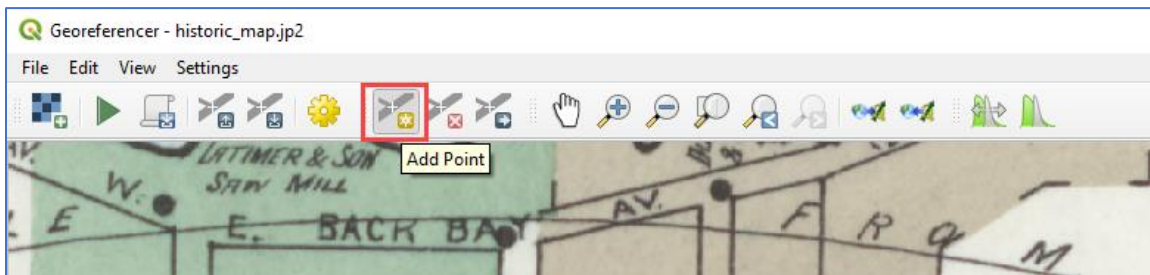 Georeferencer - historic_map.jp2
File Edit View Settings
Add Point
LATIMER & SON
SAW MILL
W.
AV.
E
E. BACK BAY
F R O M